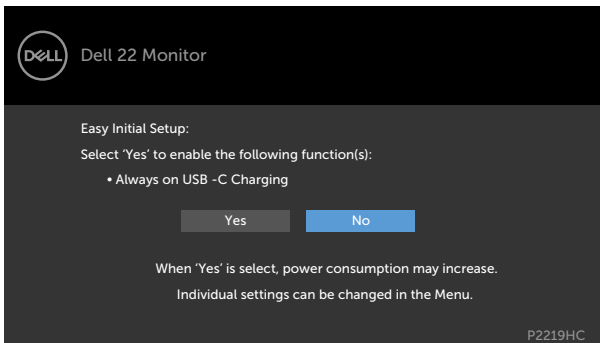 DELL
Dell 22 Monitor
Easy Initial Setup:
Select ‘Yes’ to enable the following function(s):
• Always on USB -C Charging
Yes No
When ‘Yes’ is select, power consumption may increase.
Individual settings can be changed in the Menu.
P2219HC